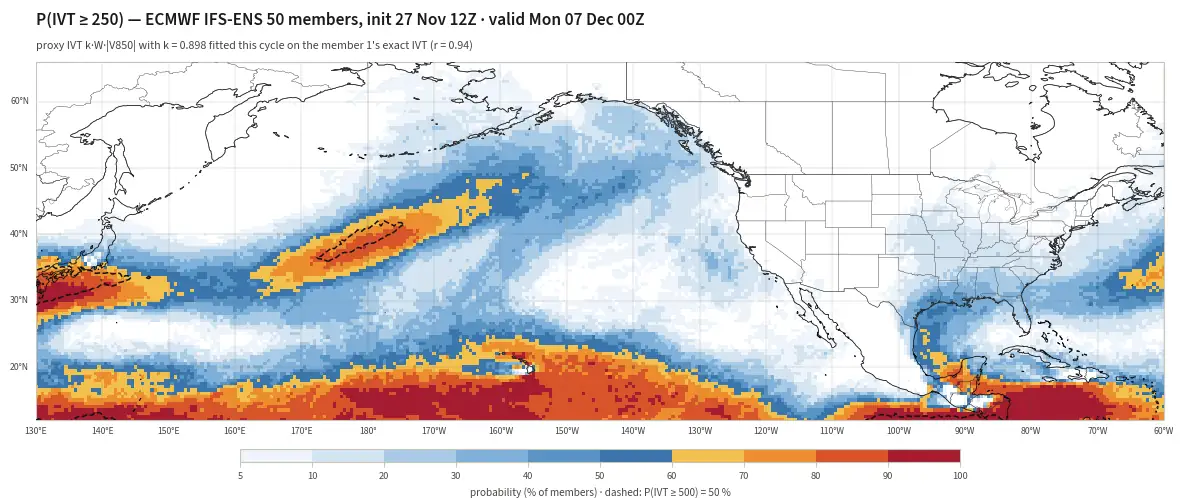 P(IVT ≥ 250) — ECMWF IFS-ENS 50 members, init 27 Nov 12Z · valid Mon 07 Dec 00Z
proxy IVT k·W·|V850| with k = 0.898 fitted this cycle on the member 1's exact IVT (r = 0.94)
60°N
50°N
40°N
30°N
20°N
130°E 140°E 150°E 160°E 170°E 180° 170°W 160°W 150°W 140°W 130°W 120°W 110°W 100°W 90°W 80°W 70°W 60°W
5 10 20 30 40 50 60 70 80 90 100
probability (% of members) · dashed: P(IVT ≥ 500) = 50 %